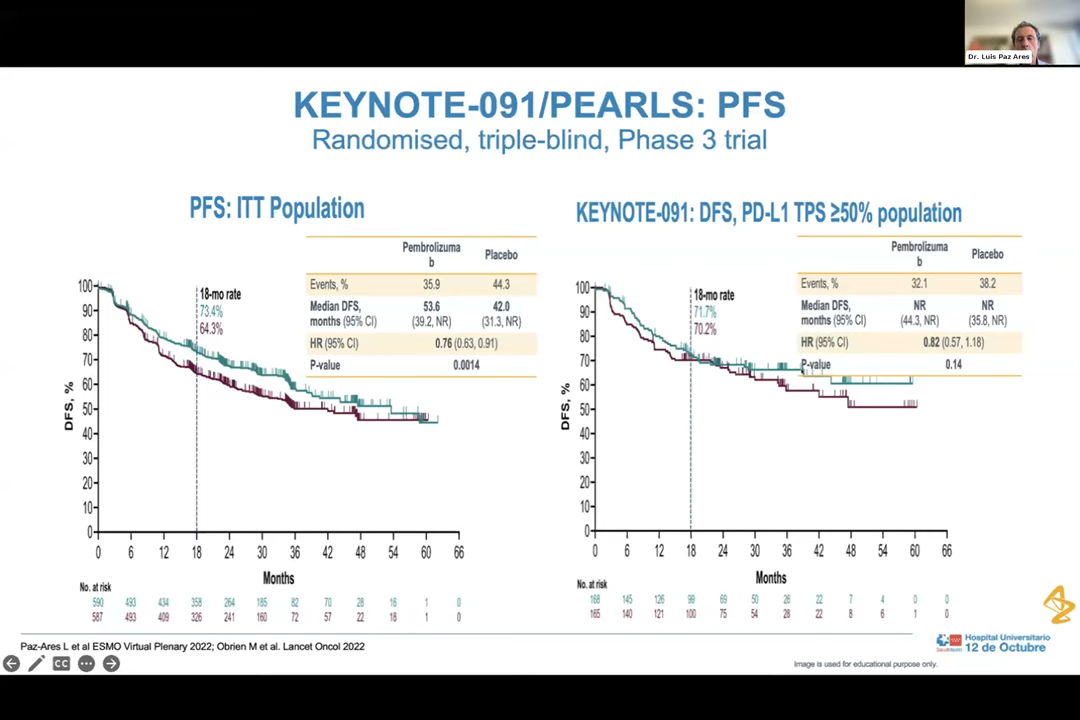 Dr. Luis Paz Ares
KEYNOTE-091/PEARLS: PFS
Randomised, triple-blind, Phase 3 trial
PFS: ITT Population
Pembrolizuma
b
Placebo
Events, %
35.9
44.3
Median DFS,
months (95% CI)
53.6
(39.2, NR)
42.0
(31.3, NR)
HR (95% CI)
0.76 (0.63, 0.91)
P-value
0.0014
18-mo rate
73.4%
64.3%
DFS, %
100
90
80
70
60
50
40
30
20
10
0
0 6 12 18 24 30 36 42 48 54 60 66
Months
No. at risk
590 493 434 358 264 185 82 70 28 16 1 0
587 493 409 326 241 160 72 57 22 18 1 0
KEYNOTE-091: DFS, PD-L1 TPS ≥50% population
Pembrolizuma
b
Placebo
Events, %
32.1
38.2
Median DFS,
months (95% CI)
NR
(44.3, NR)
NR
(35.8, NR)
HR (95% CI)
0.82 (0.57, 1.18)
P-value
0.14
18-mo rate
71.7%
70.2%
DFS, %
100
90
80
70
60
50
40
30
20
10
0
0 6 12 18 24 30 36 42 48 54 60 66
Months
No. at risk
168 145 126 99 69 50 28 22 7 4 0 0
165 140 121 100 75 54 28 22 8 6 1 0
Paz-Ares L et al ESMO Virtual Plenary 2022; Obrien M et al. Lancet Oncol 2022
Hospital Universitario
12 de Octubre
CC
Image is used for educational purpose only.